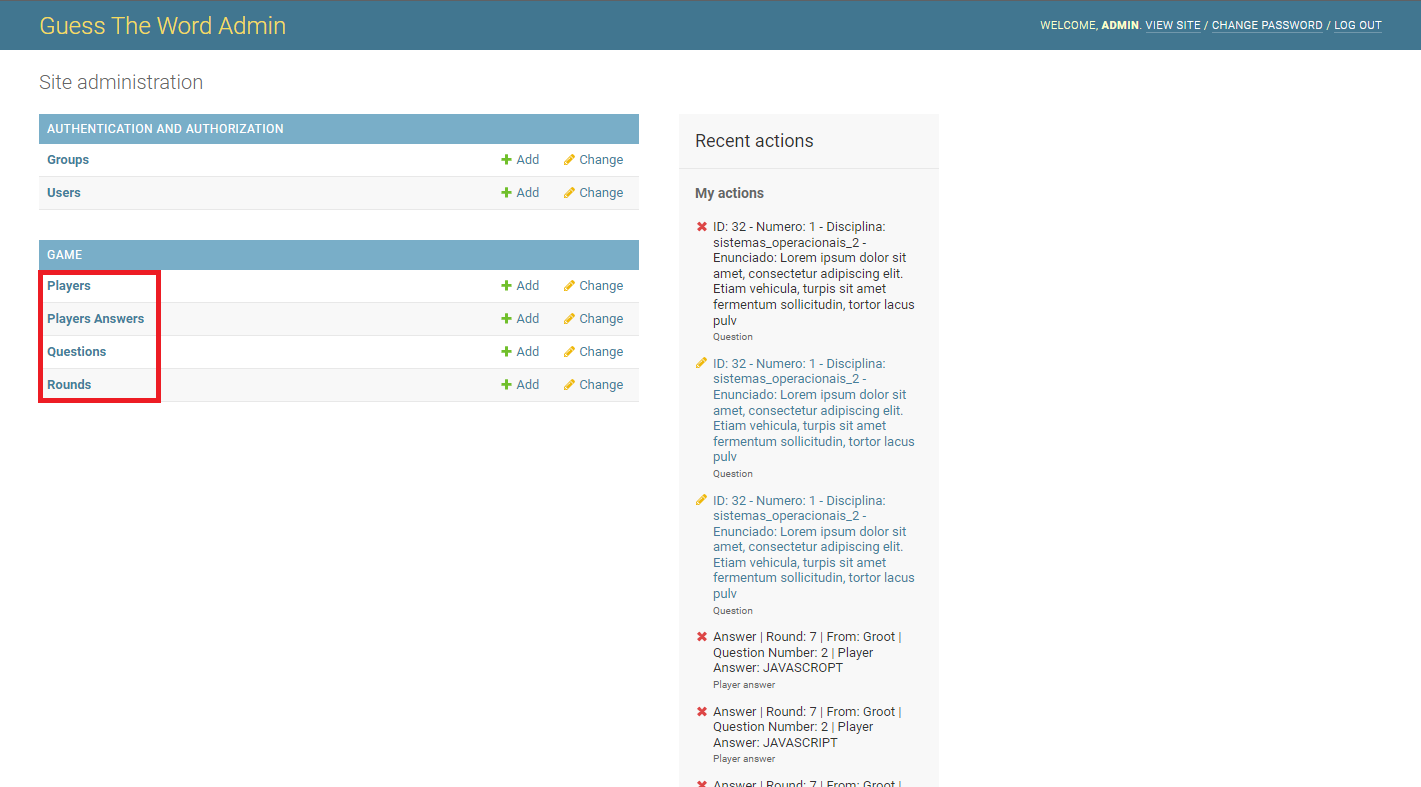 Guess The Word Admin
WELCOME, ADMIN. VIEW SITE / CHANGE PASSWORD / LOG OUT
Site administration
AUTHENTICATION AND AUTHORIZATION
Groups Add Change
Users Add Change
GAME
Players Add Change
Players Answers Add Change
Questions Add Change
Rounds Add Change
Recent actions
My actions
ID: 32 - Numero: 1 - Disciplina:
sistemas_operacionais_2 -
Enunciado: Lorem ipsum dolor sit
amet, consectetur adipiscing elit.
Etiam vehicula, turpis sit amet
fermentum sollicitudin, tortor lacus
pulv
Question
ID: 32 - Numero: 1 - Disciplina:
sistemas_operacionais_2 -
Enunciado: Lorem ipsum dolor sit
amet, consectetur adipiscing elit.
Etiam vehicula, turpis sit amet
fermentum sollicitudin, tortor lacus
pulv
Question
ID: 32 - Numero: 1 - Disciplina:
sistemas_operacionais_2 -
Enunciado: Lorem ipsum dolor sit
amet, consectetur adipiscing elit.
Etiam vehicula, turpis sit amet
fermentum sollicitudin, tortor lacus
pulv
Question
Answer | Round: 7 | From: Groot |
Question Number: 2 | Player
Answer: JAVASCROPT
Player answer
Answer | Round: 7 | From: Groot |
Question Number: 2 | Player
Answer: JAVASCRIPT
Player answer
Answer | Round: 7 | From: Groot |